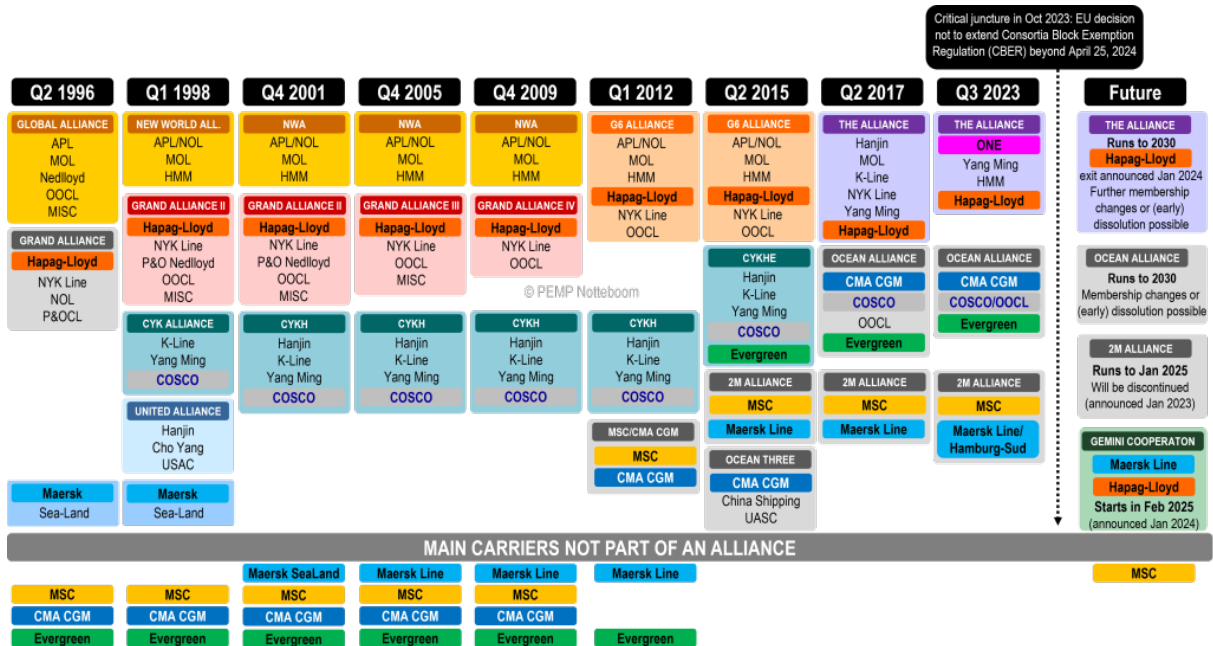 Critical juncture in Oct 2023: EU decision
not to extend Consortia Block Exemption
Regulation (CBER) beyond April 25, 2024
Q2 1996
GLOBAL ALLIANCE
APL
MOL
Nedlloyd
OOCL
MISC
GRAND ALLIANCE
Hapag-Lloyd
NYK Line
NOL
P&OCL
Maersk
Sea-Land
Q1 1998
NEW WORLD ALL.
APL/NOL
MOL
HMM
GRAND ALLIANCE II
Hapag-Lloyd
NYK Line
P&O Nedlloyd
OOCL
MISC
CYK ALLIANCE
K-Line
Yang Ming
COSCO
UNITED ALLIANCE
Hanjin
Cho Yang
USAC
Maersk
Sea-Land
Q4 2001
NWA
APL/NOL
MOL
HMM
GRAND ALLIANCE II
Hapag-Lloyd
NYK Line
P&O Nedlloyd
OOCL
MISC
CYKH
Hanjin
K-Line
Yang Ming
COSCO
Q4 2005
NWA
APL/NOL
MOL
HMM
GRAND ALLIANCE III
Hapag-Lloyd
NYK Line
OOCL
MISC
CYKH
Hanjin
K-Line
Yang Ming
COSCO
Q4 2009
NWA
APL/NOL
MOL
HMM
GRAND ALLIANCE IV
Hapag-Lloyd
NYK Line
OOCL
© PEMP Notteboom
CYKH
Hanjin
K-Line
Yang Ming
COSCO
Q1 2012
G6 ALLIANCE
APL/NOL
MOL
HMM
Hapag-Lloyd
NYK Line
OOCL
CYKH
Hanjin
K-Line
Yang Ming
COSCO
MSC/CMA CGM
MSC
CMA CGM
Q2 2015
G6 ALLIANCE
APL/NOL
MOL
HMM
Hapag-Lloyd
NYK Line
OOCL
CYKHE
Hanjin
K-Line
Yang Ming
COSCO
Evergreen
2M ALLIANCE
MSC
Maersk Line
OCEAN THREE
CMA CGM
China Shipping
UASC
Q2 2017
THE ALLIANCE
Hanjin
MOL
K-Line
NYK Line
Yang Ming
Hapag-Lloyd
OCEAN ALLIANCE
CMA CGM
COSCO
OOCL
Evergreen
2M ALLIANCE
MSC
Maersk Line
Q3 2023
THE ALLIANCE
ONE
Yang Ming
HMM
Hapag-Lloyd
OCEAN ALLIANCE
CMA CGM
COSCO/OOCL
Evergreen
2M ALLIANCE
MSC
Maersk Line/
Hamburg-Sud
Future
THE ALLIANCE
Runs to 2030
Hapag-Lloyd
exit announced Jan 2024
Further membership
changes or (early)
dissolution possible
OCEAN ALLIANCE
Runs to 2030
Membership changes or
(early) dissolution possible
2M ALLIANCE
Runs to Jan 2025
Will be discontinued
(announced Jan 2023)
GEMINI COOPERATON
Maersk Line
Hapag-Lloyd
Starts in Feb 2025
(announced Jan 2024)
MAIN CARRIERS NOT PART OF AN ALLIANCE
Maersk SeaLand
Maersk Line
Maersk Line
Maersk Line
MSC
MSC
MSC
MSC
MSC
MSC
CMA CGM
CMA CGM
CMA CGM
CMA CGM
CMA CGM
Evergreen
Evergreen
Evergreen
Evergreen
Evergreen
Evergreen